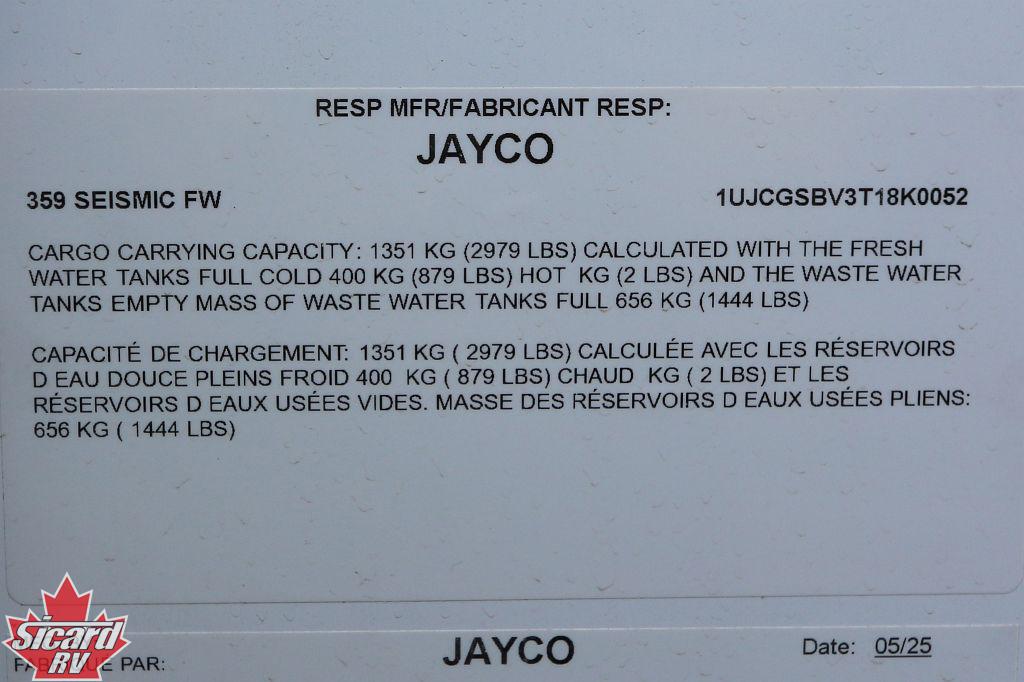 RESP MFR/FABRICANT RESP:
JAYCO
359 SEISMIC FW
1UJCGSBV3T18K0052
CARGO CARRYING CAPACITY: 1351 KG (2979 LBS) CALCULATED WITH THE FRESH
WATER TANKS FULL COLD 400 KG (879 LBS) HOT KG (2 LBS) AND THE WASTE WATER
TANKS EMPTY MASS OF WASTE WATER TANKS FULL 656 KG (1444 LBS)
CAPACITÉ DE CHARGEMENT: 1351 KG ( 2979 LBS) CALCULÉE AVEC LES RÉSERVOIRS
D EAU DOUCE PLEINS FROID 400 KG ( 879 LBS) CHAUD KG ( 2 LBS) ET LES
RÉSERVOIRS D EAUX USÉES VIDES. MASSE DES RÉSERVOIRS D EAUX USÉES PLIENS:
656 KG ( 1444 LBS)
Sicard
RV
PAR:
JAYCO
Date: 05/25